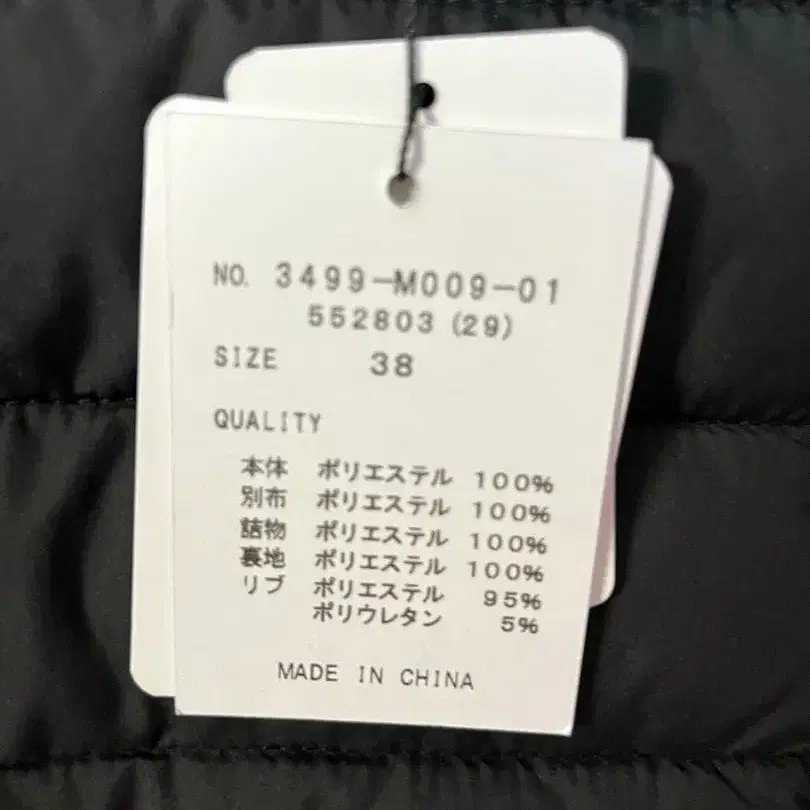 NO. 3499-M009-01
552803 (29)
SIZE 38
QUALITY
本体 ポリエステル 100%
別布 ポリエステル 100%
詰物 ポリエステル 100%
裏地 ポリエステル 100%
リブ ポリエステル 95%
ポリウレタン 5%
MADE IN CHINA